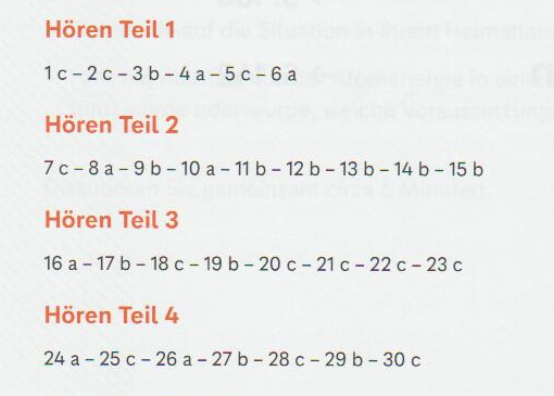 Hören Teil 1
1 c – 2 c – 3 b – 4 a – 5 c – 6 a
Hören Teil 2
7 c – 8 a – 9 b – 10 a – 11 b – 12 b – 13 b – 14 b – 15 b
Hören Teil 3
16 a – 17 b – 18 c – 19 b – 20 c – 21 c – 22 c – 23 c
Hören Teil 4
24 a – 25 c – 26 a – 27 b – 28 c – 29 b – 30 c